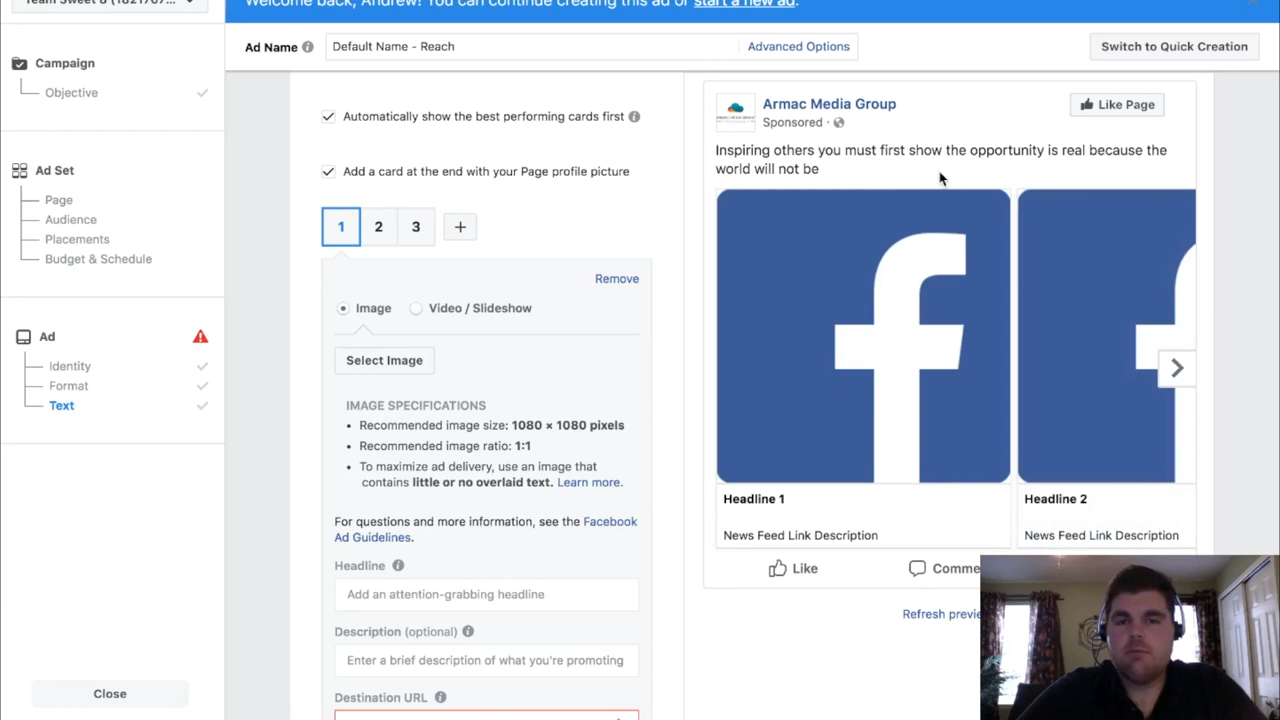 Team Sweet 8 (1821767...
Welcome back, Andrew! You can continue creating this ad or start a new ad.
Ad Name
Default Name - Reach
Advanced Options
Switch to Quick Creation
Campaign
Objective
Ad Set
Page
Audience
Placements
Budget & Schedule
Ad
Identity
Format
Text
Close
Automatically show the best performing cards first
Add a card at the end with your Page profile picture
1 2 3 +
Remove
Image
Video / Slideshow
Select Image
IMAGE SPECIFICATIONS
• Recommended image size: 1080 × 1080 pixels
• Recommended image ratio: 1:1
• To maximize ad delivery, use an image that
contains little or no overlaid text. Learn more.
For questions and more information, see the Facebook
Ad Guidelines.
Headline
Add an attention-grabbing headline
Description (optional)
Enter a brief description of what you're promoting
Destination URL
Armac Media Group
Sponsored ·
Like Page
Inspiring others you must first show the opportunity is real because the
world will not be
f
Headline 1
Headline 2
News Feed Link Description
News Feed Link Description
Like
Comme
Refresh previe